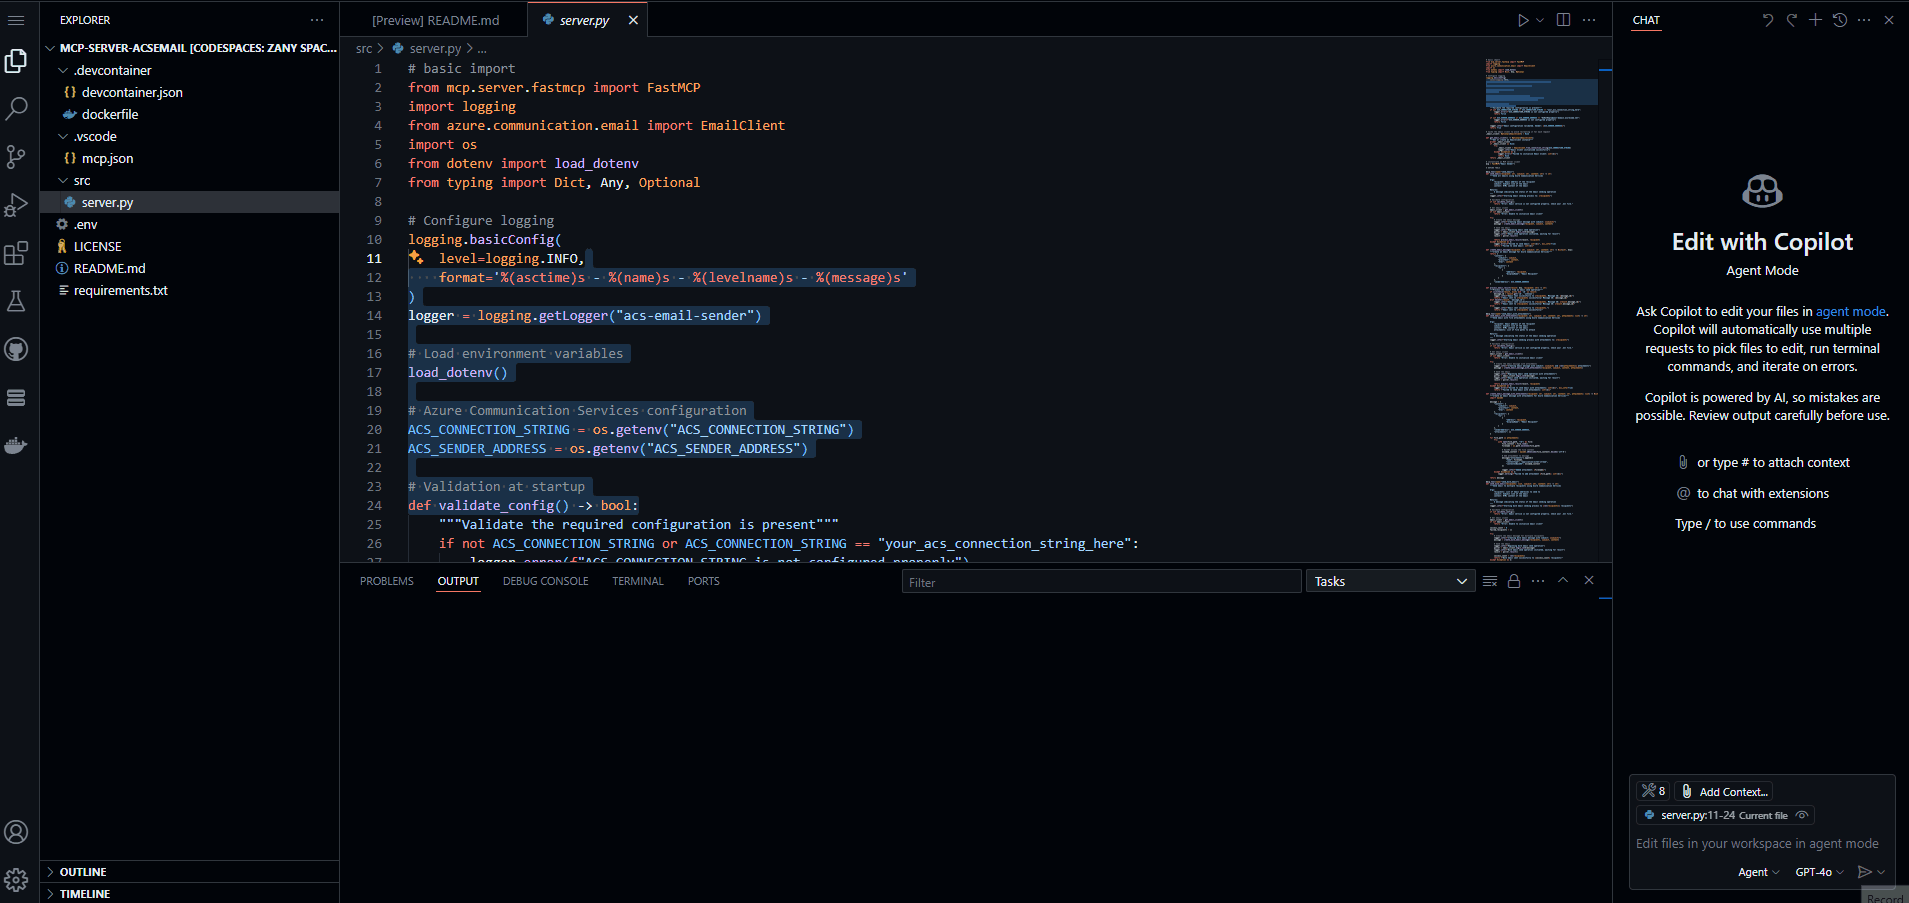 EXPLORER
MCP-SERVER-ACSEMAIL [CODESPACES: ZANY SPAC...
.devcontainer
{} devcontainer.json
dockerfile
.vscode
{} mcp.json
src
server.py
.env
LICENSE
README.md
requirements.txt
OUTLINE
TIMELINE
[Preview] README.md
server.py
src > server.py > ...
1 # basic import
2 from mcp.server.fastmcp import FastMCP
3 import logging
4 from azure.communication.email import EmailClient
5 import os
6 from dotenv import load_dotenv
7 from typing import Dict, Any, Optional
8
9 # Configure logging
10 logging.basicConfig(
11 level=logging.INFO,
12 format='%(asctime)s - %(name)s - %(levelname)s - %(message)s'
13 )
14 logger = logging.getLogger("acs-email-sender")
15
16 # Load environment variables
17 load_dotenv()
18
19 # Azure Communication Services configuration
20 ACS_CONNECTION_STRING = os.getenv("ACS_CONNECTION_STRING")
21 ACS_SENDER_ADDRESS = os.getenv("ACS_SENDER_ADDRESS")
22
23 # Validation at startup
24 def validate_config() -> bool:
25 """Validate the required configuration is present"""
26 if not ACS_CONNECTION_STRING or ACS_CONNECTION_STRING == "your_acs_connection_string_here":
27 logger.error(f"ACS_CONNECTION_STRING is not configured properly")
PROBLEMS OUTPUT DEBUG CONSOLE TERMINAL PORTS
Filter
Tasks
CHAT
Edit with Copilot
Agent Mode
Ask Copilot to edit your files in agent mode.
Copilot will automatically use multiple
requests to pick files to edit, run terminal
commands, and iterate on errors.
Copilot is powered by AI, so mistakes are
possible. Review output carefully before use.
or type # to attach context
@ to chat with extensions
Type / to use commands
8 Add Context...
server.py:11-24 Current file
Edit files in your workspace in agent mode
Agent GPT-4o
Record